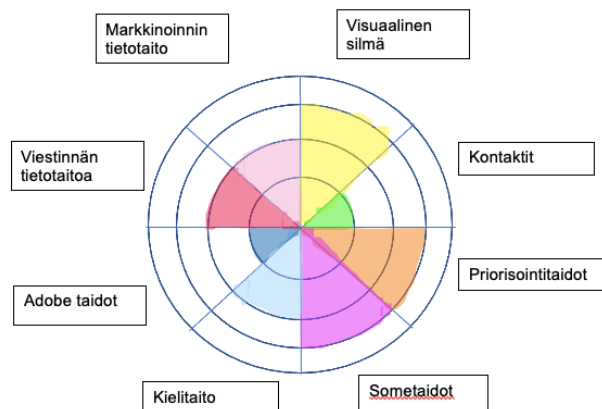 Markkinoinnin
tietotaito
Visuaalinen
silmä
Viestinnän
tietotaitoa
Kontaktit
Adobe taidot
Priorisointitaidot
Kielitaito
Sometaidot